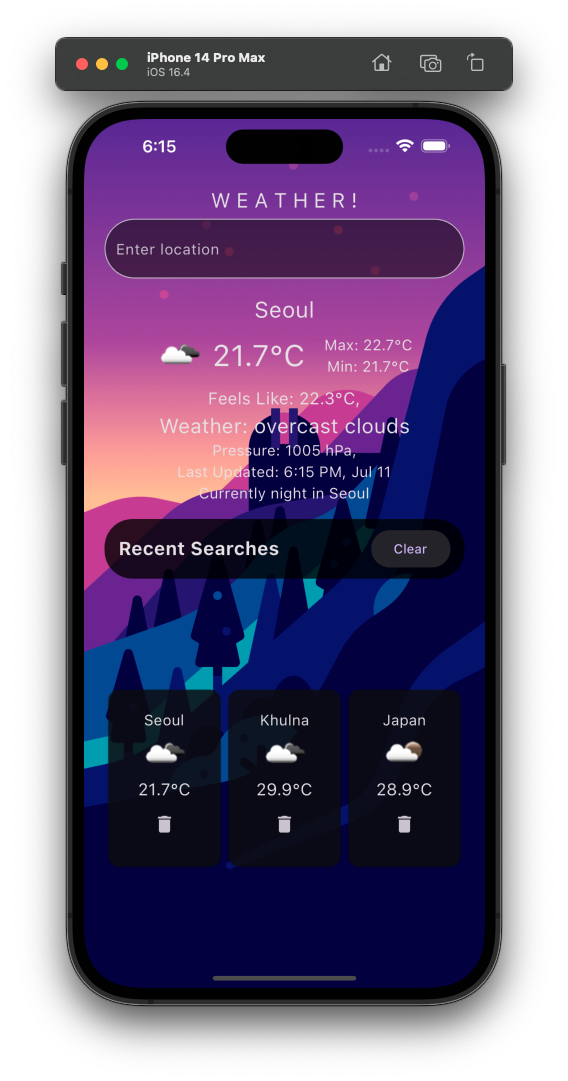 iPhone 14 Pro Max
iOS 16.4
6:15
WEATHER!
Enter location
Seoul
21.7°C
Max: 22.7°C
Min: 21.7°C
Feels Like: 22.3°C,
Weather: overcast clouds
Pressure: 1005 hPa,
Last Updated: 6:15 PM, Jul 11
Currently night in Seoul
Recent Searches
Clear
Seoul
Khulna
Japan
21.7°C
29.9°C
28.9°C